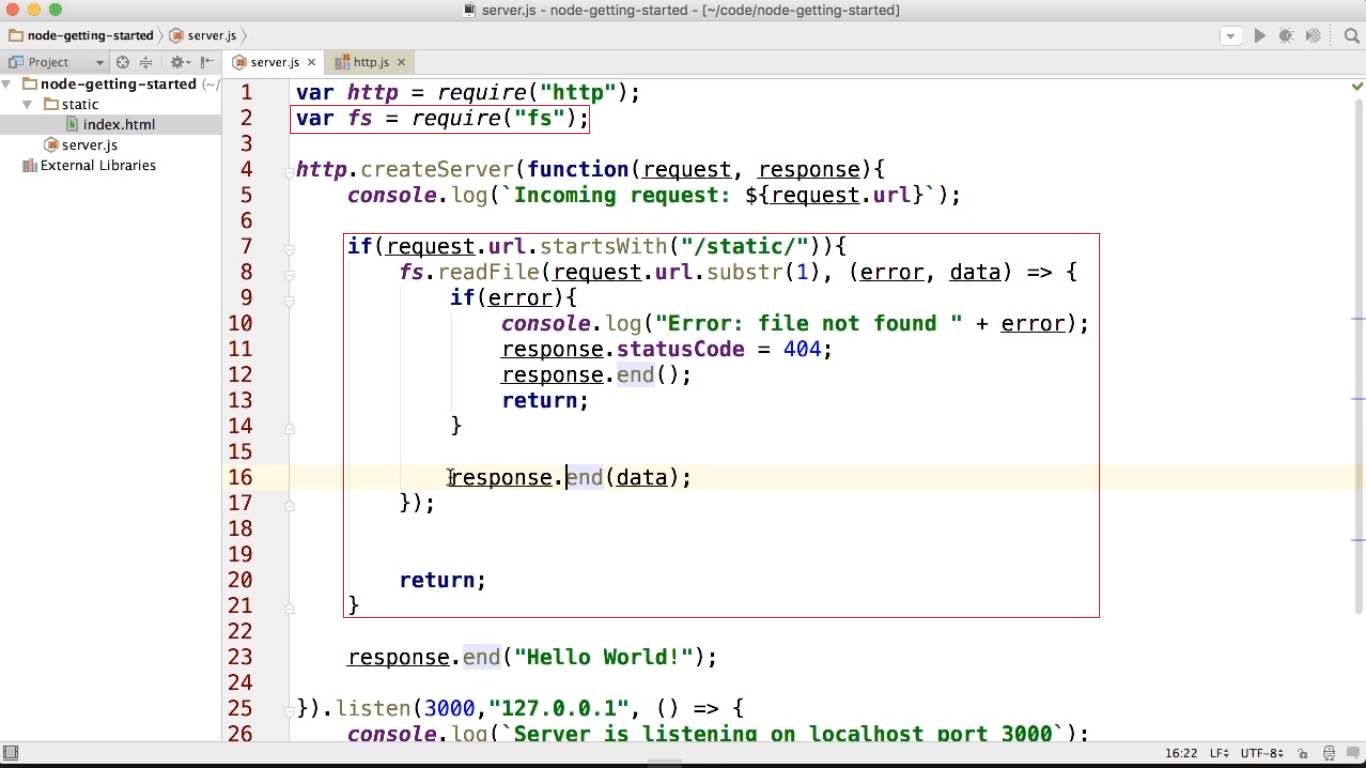 server.js - node-getting-started - [~/code/node-getting-started]
node-getting-started server.js
Project server.js × http.js ×
node-getting-started (~/
static
index.html
server.js
External Libraries
1 var http = require("http");
2 var fs = require("fs");
3
4 http.createServer(function(request, response){
5 console.log(`Incoming request: ${request.url}`);
6
7 if(request.url.startsWith("/static/")){
8 fs.readFile(request.url.substr(1), (error, data) => {
9 if(error){
10 console.log("Error: file not found " + error);
11 response.statusCode = 404;
12 response.end();
13 return;
14 }
15
16 response.end(data);
17 });
18
19
20 return;
21 }
22
23 response.end("Hello World!");
24
25 }).listen(3000,"127.0.0.1", () => {
26 console.log(`Server is listening on localhost port 3000`);
16:22 LF÷ UTF-8÷